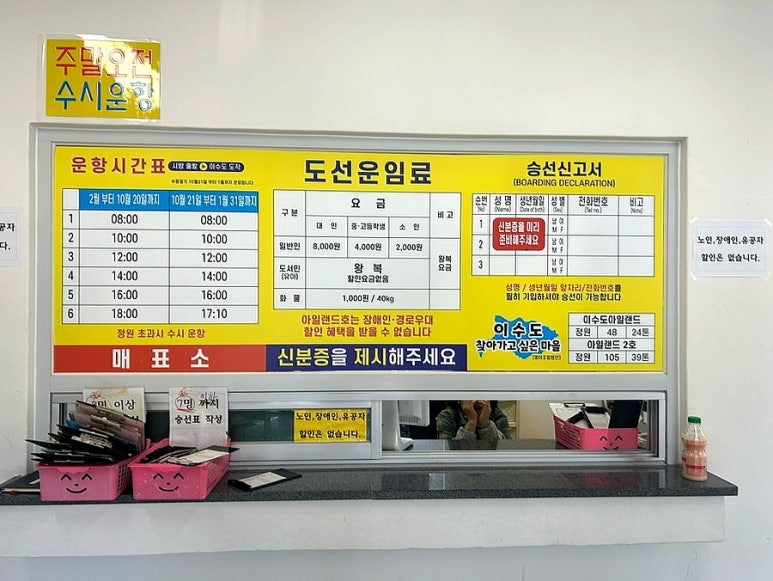 주말오전
수시운항
운항시간표 시방 출발 이수도 도착
2월 부터 10월 20일까지 10월 21일 부터 1월 31일까지
1 08:00 08:00
2 10:00 10:00
3 12:00 12:00
4 14:00 14:00
5 16:00 16:00
6 18:00 17:10
정원 초과시 수시 운항
매표소
도선운임료
구분 요금 비고
대인 중·고등학생 소인
일반인 8,000원 4,000원 2,000원
도서민 (유아) 왕복 할인요금없음
왕복 요금
화물 1,000원 / 40kg
아일랜드호는 장애인·경로우대
할인 혜택을 받을 수 없습니다
신분증을 제시해주세요
승선신고서
(BOARDING DECLARATION)
순번 성명 생년월일 성별 전화번호 비고
(No) (Name) (Date of birth) (Sex) (Tel no.) (Note)
1 남 여
M F
2 남 여
M F
3 남 여
M F
신분증을 미리
준비해주세요
성명 / 생년월일 앞자리/전화번호를
필히 기입하셔야 승선이 가능합니다
이수도
찾아가고 싶은 마을
이수도아일랜드
정원 48 24톤
아일랜드 2호
정원 105 39톤
공자
다.
노인,장애인,유공자
할인은 없습니다.
이상
7명 까지
승선표 작성
노인,장애인,유공자
할인은 없습니다.